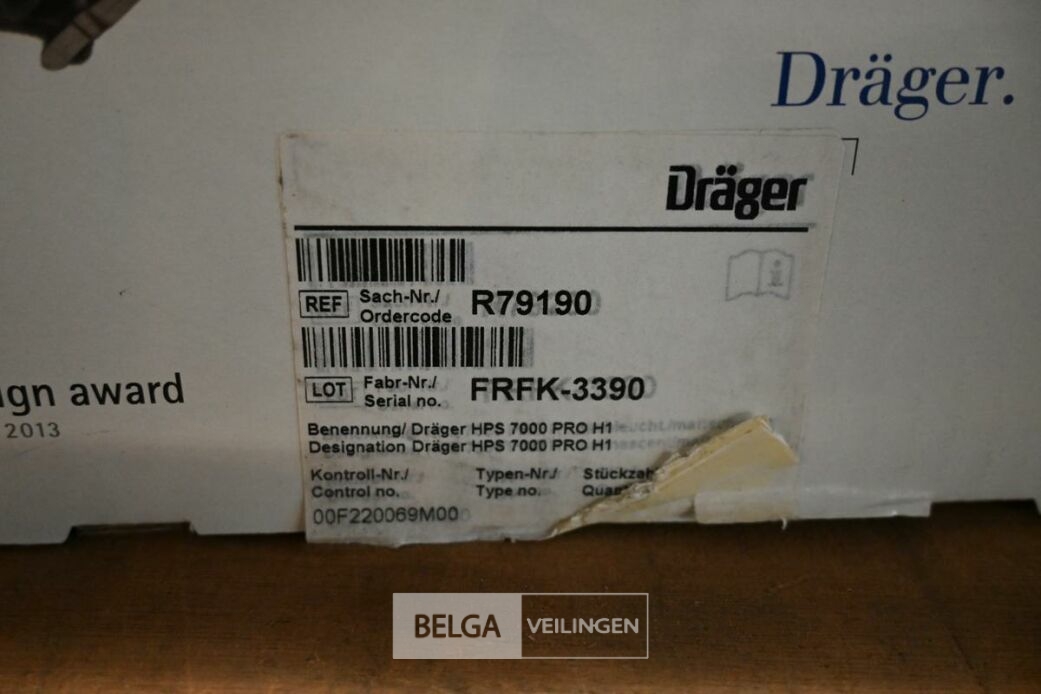 Dräger.
Dräger
REF Sach-Nr./ Ordercode R79190
LOT Fabr-Nr./ Serial no. FRFK-3390
Benennung/ Dräger HPS 7000 PRO H1
Designation Dräger HPS 7000 PRO H1
Kontroll-Nr./ Typen-Nr./
Control no. Type no.
00F220069M00
award
2013
BELGA VEILINGEN